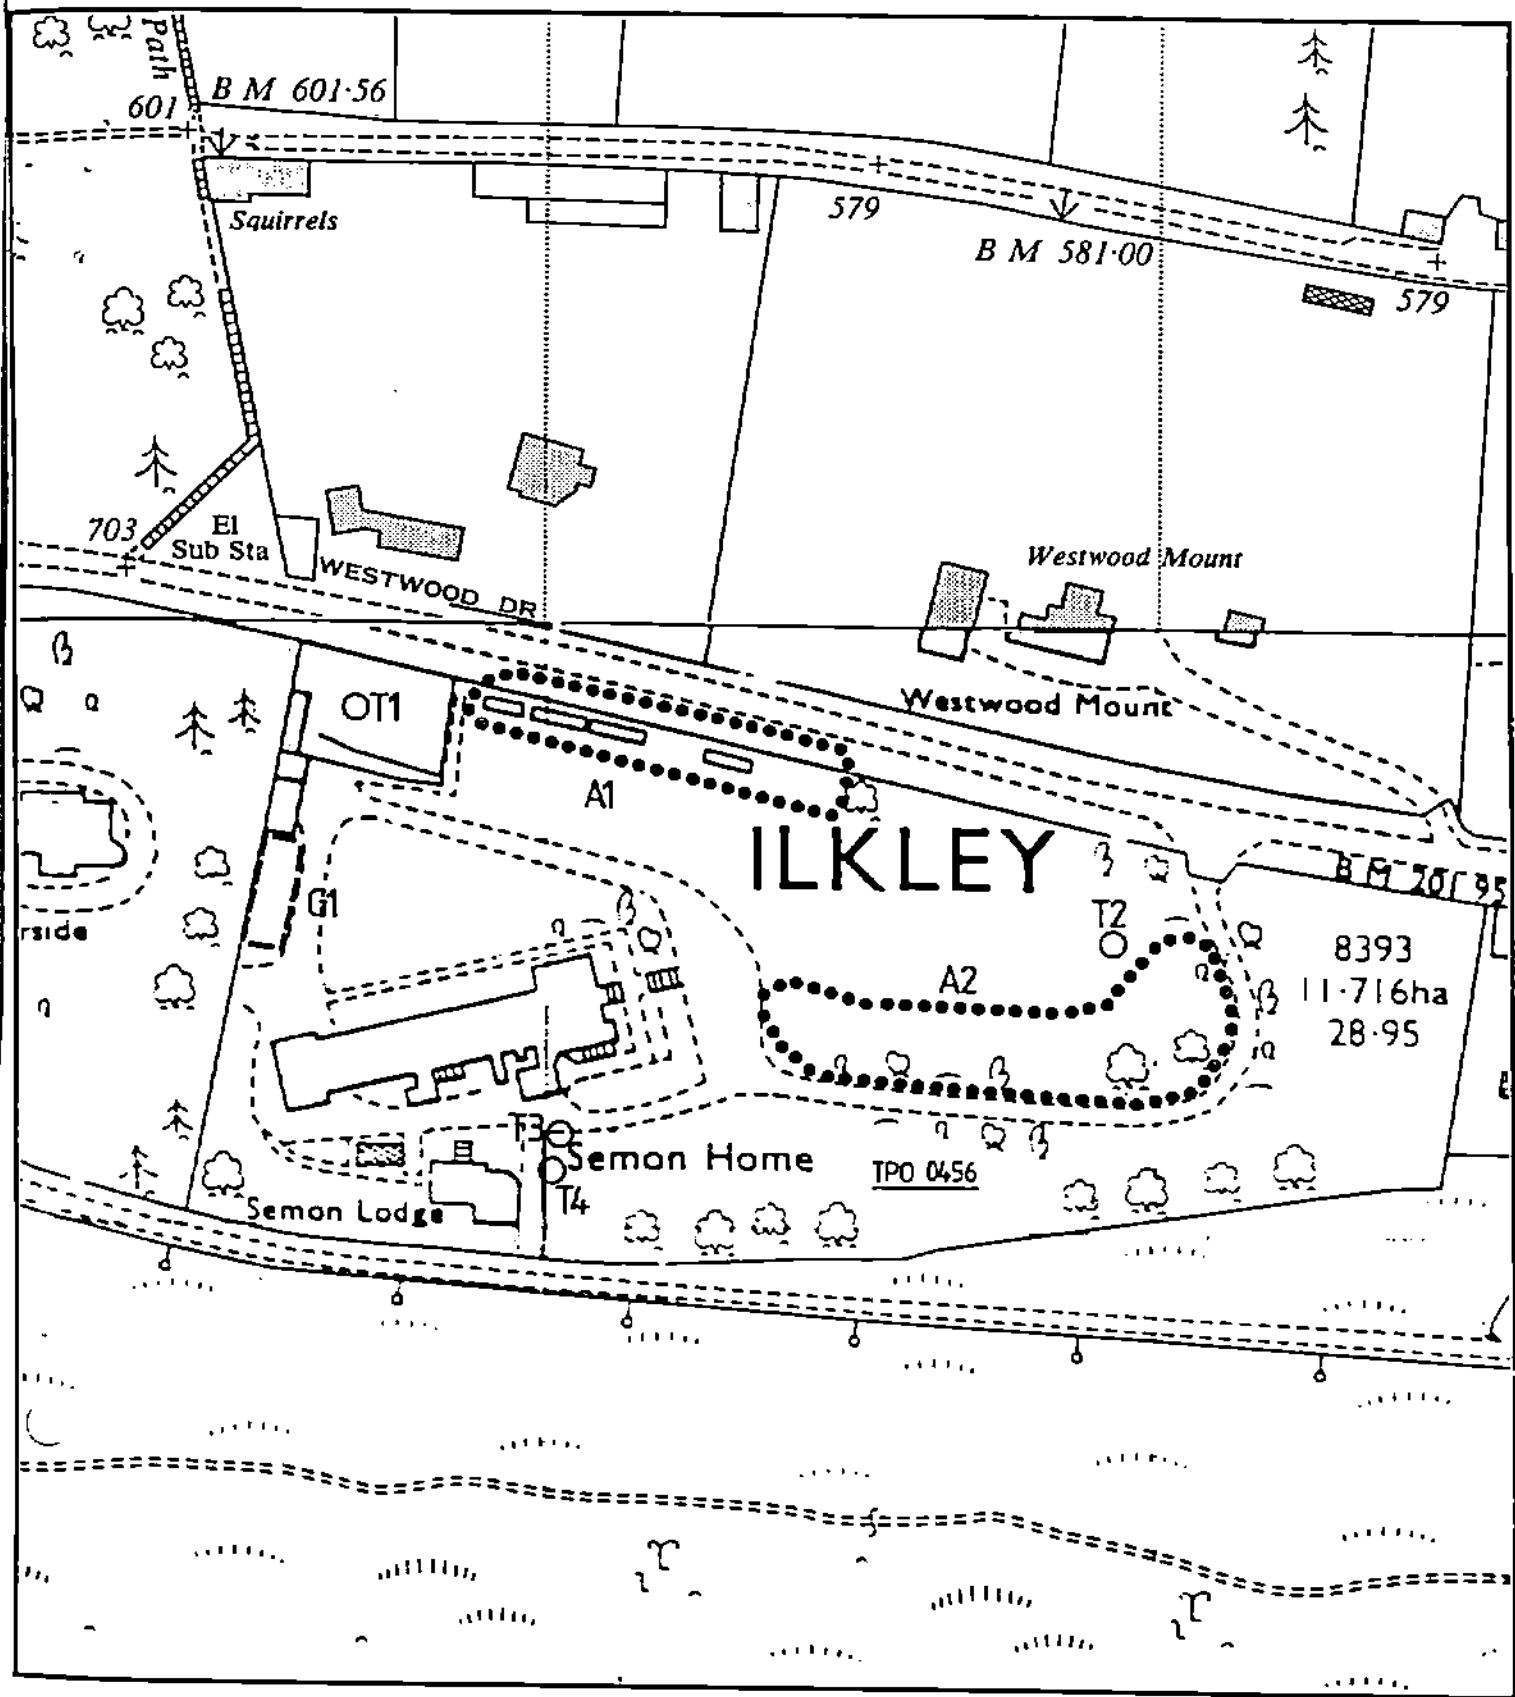 Path
B M 601·56
601
Squirrels
579
B M 581·00
579
703
El
Sub Sta
WESTWOOD DR
Westwood Mount
OT1
Westwood Mount
A1
ILKLEY
G1
T2
rside
A2
8393
11·716ha
28·95
T3
Semon Home
TPO 0456
T4
Semon Lodge